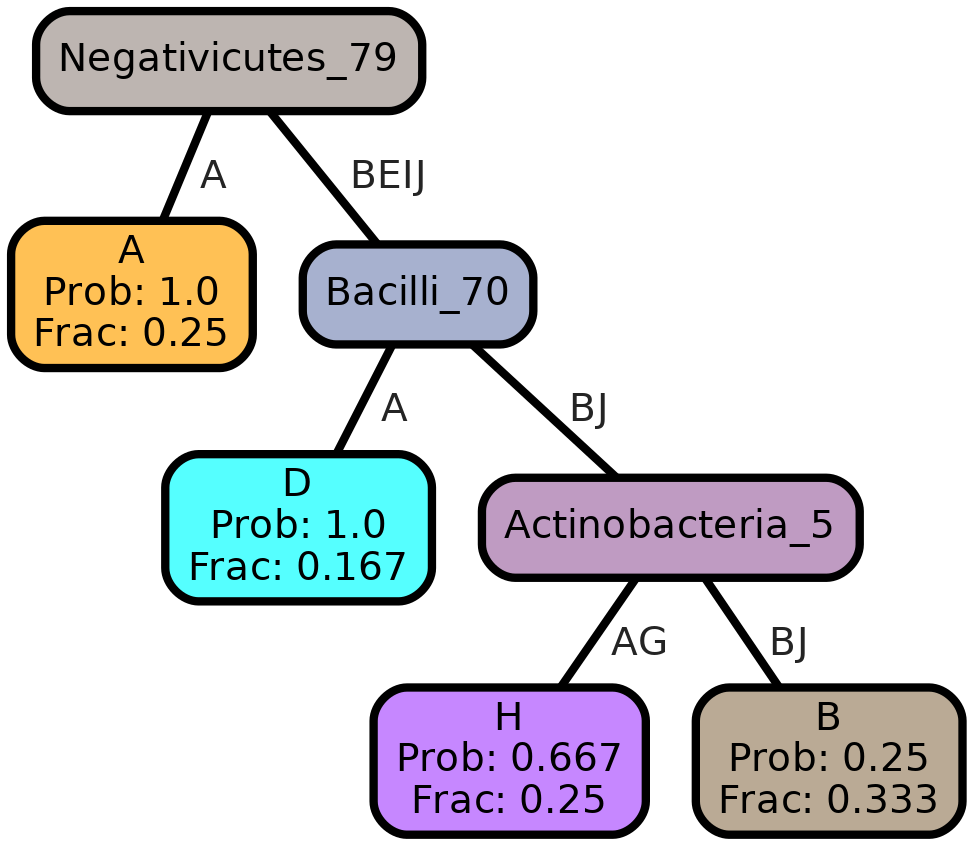 Negativicutes_79
A
BEIJ
A
Prob: 1.0
Frac: 0.25
Bacilli_70
A
BJ
D
Prob: 1.0
Frac: 0.167
Actinobacteria_5
AG
BJ
H
Prob: 0.667
Frac: 0.25
B
Prob: 0.25
Frac: 0.333